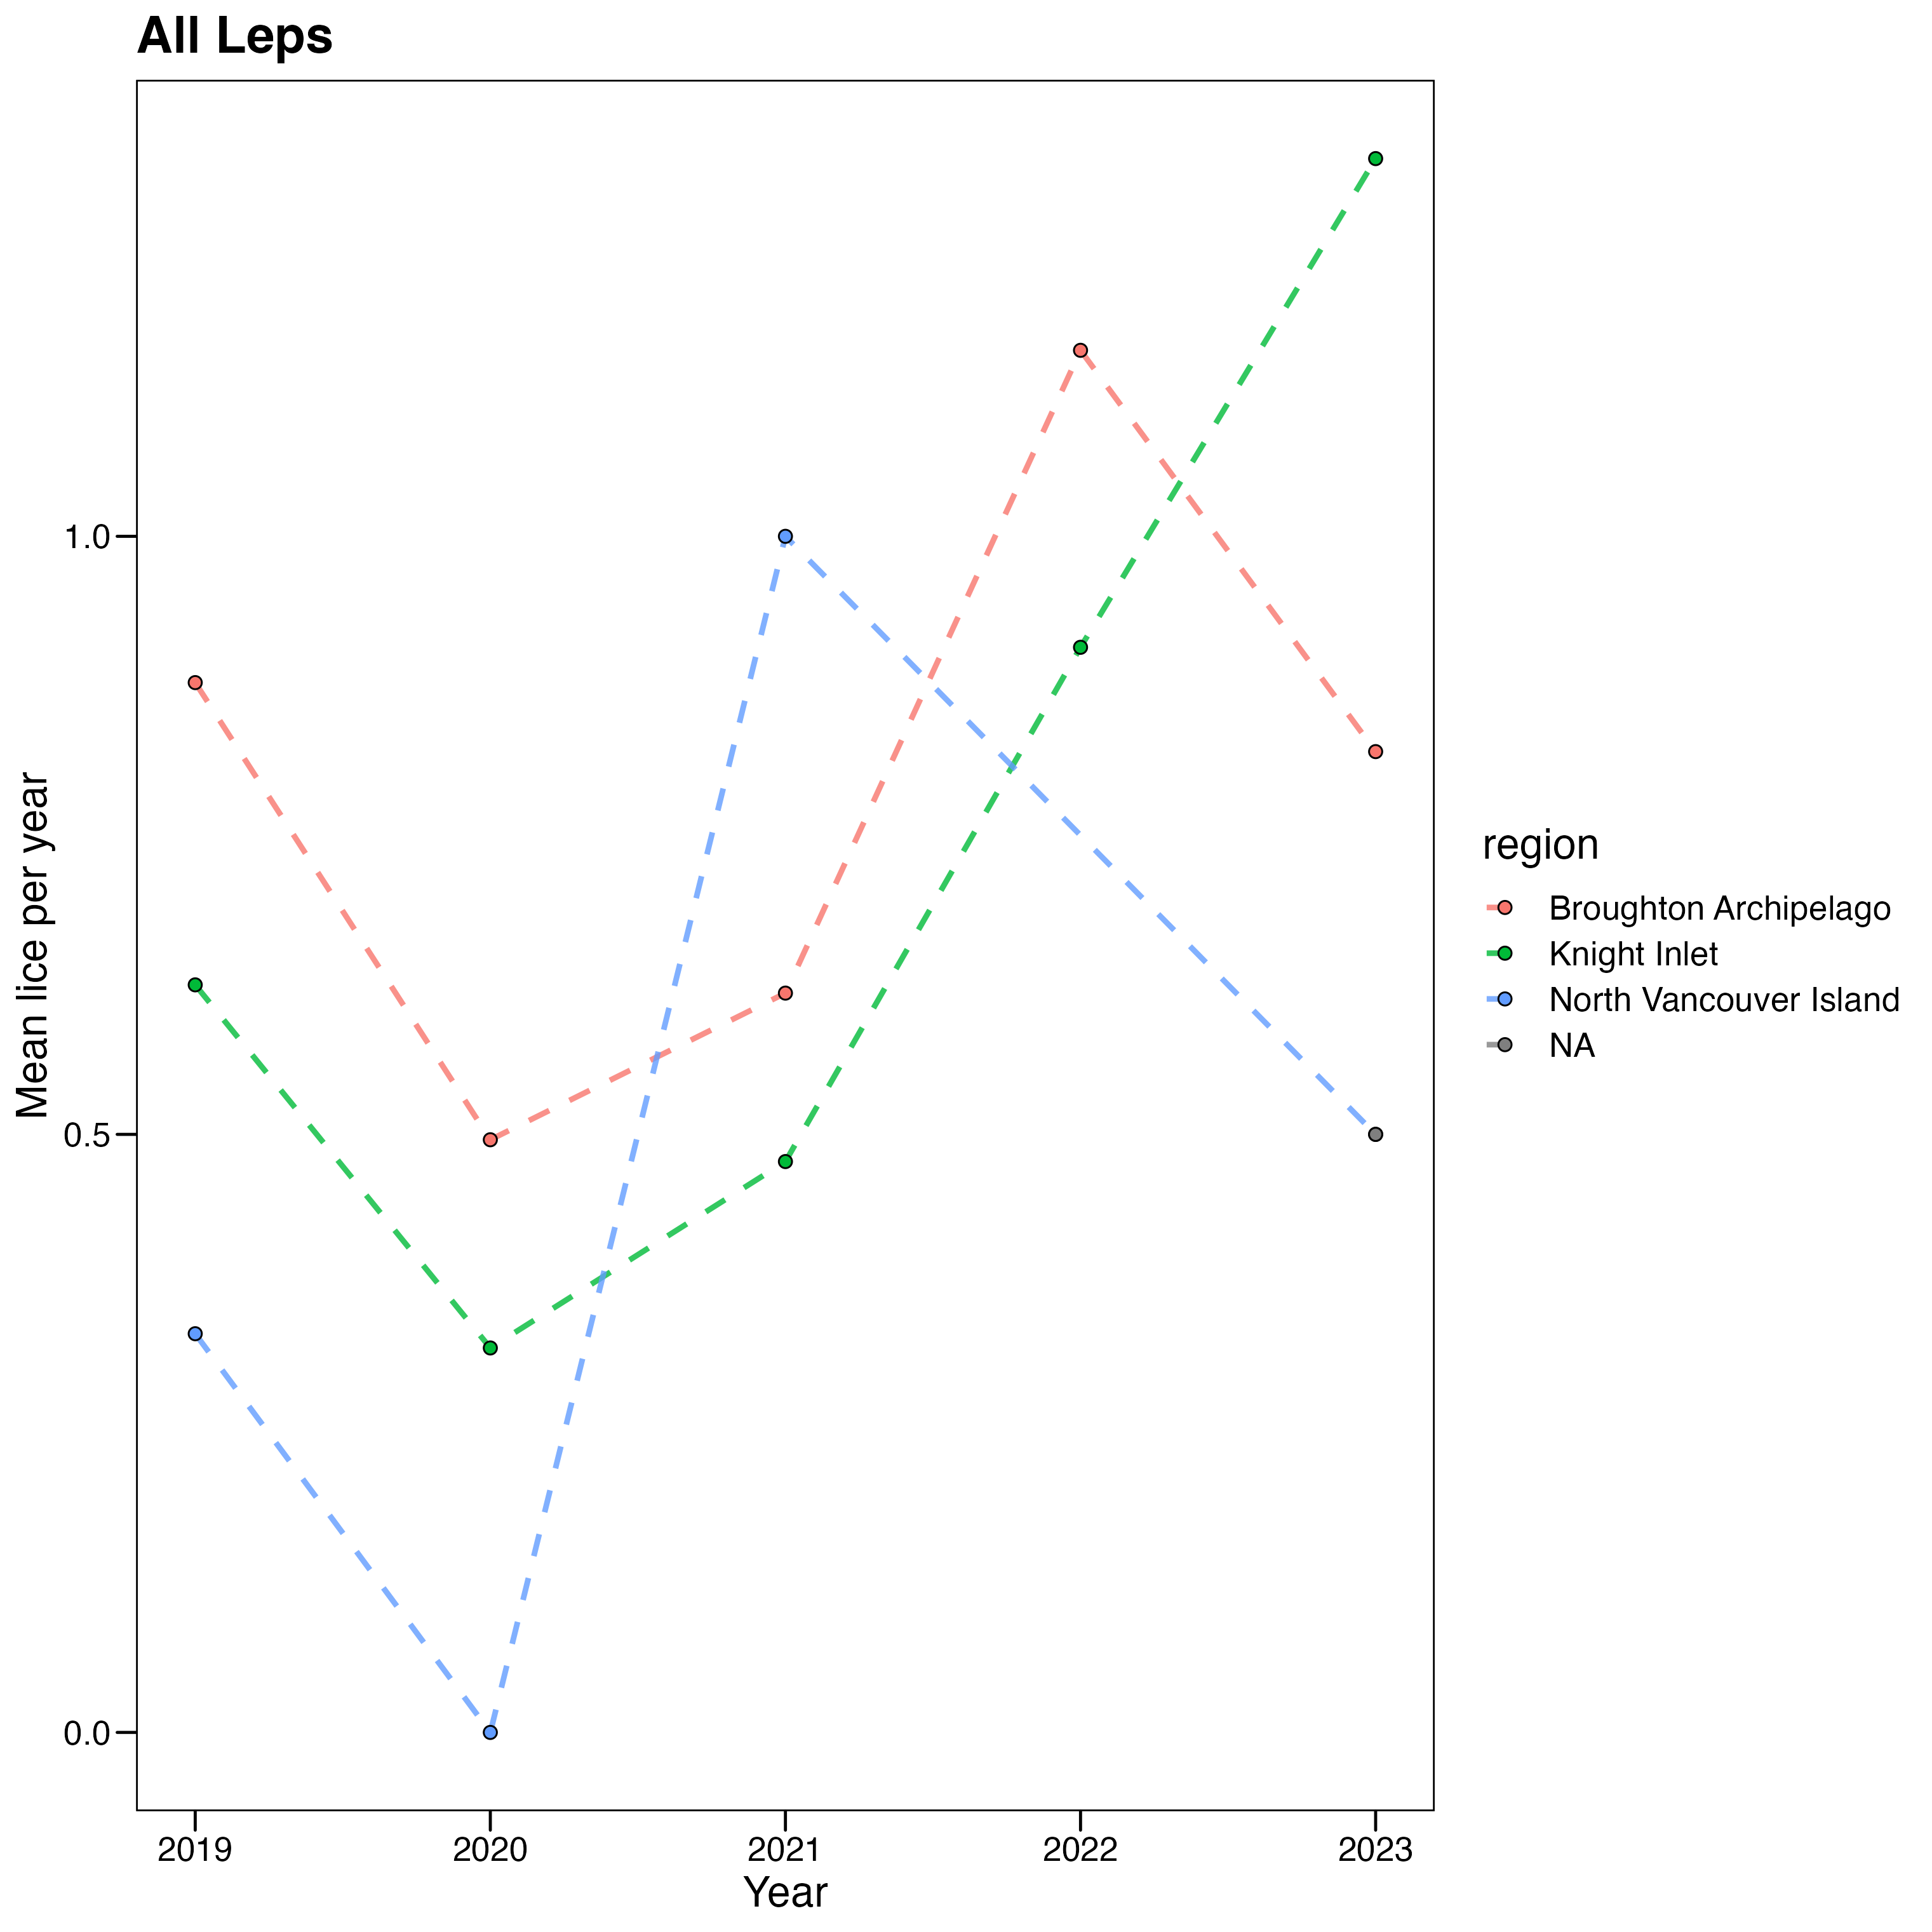 All Leps
Mean lice per year
1.0
0.5
0.0
2019 2020 2021 2022 2023
Year
region
Broughton Archipelago
Knight Inlet
North Vancouver Island
NA